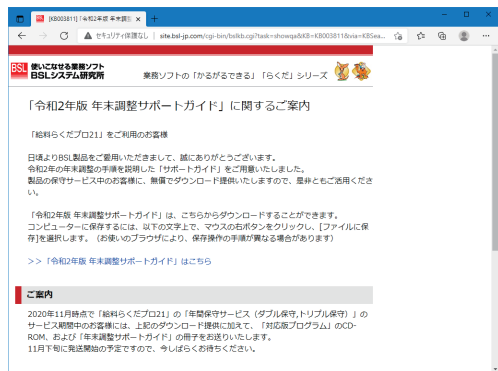 [KB003811]「令和2年版 年末調整
セキュリティ保護なし | site.bsl-jp.com/cgi-bin/bslkb.cgi?task=showqa&KB=KB003811&via=KBSea...
BSL 使いこなせる業務ソフト
BSLシステム研究所
業務ソフトの「かるがるできる」「らくだ」シリーズ
「令和2年版 年末調整サポートガイド」に関するご案内
「給料らくだプロ21」をご利用のお客様
日頃よりBSL製品をご愛用いただきまして、誠にありがとうございます。
令和2年の年末調整の手順を説明した「サポートガイド」をご用意いたしました。
製品の保守サービス中のお客様に、無償でダウンロード提供いたしますので、是非ともご活用くださ
い。
「令和2年版 年末調整サポートガイド」は、こちらからダウンロードすることができます。
コンピューターに保存するには、以下の文字上で、マウスの右ボタンをクリックし、[ファイルに保
存]を選択します。（お使いのブラウザにより、保存操作の手順が異なる場合があります）
>>「令和2年版 年末調整サポートガイド」はこちら
ご案内
2020年11月時点で「給料らくだプロ21」の「年間保守サービス（ダブル保守,トリプル保守）」の
サービス期間中のお客様には、上記のダウンロード提供に加えて、「対応版プログラム」のCD-
ROM、および「年末調整サポートガイド」の冊子をお送りいたします。
11月下旬に発送開始の予定ですので、今しばらくお待ちください。